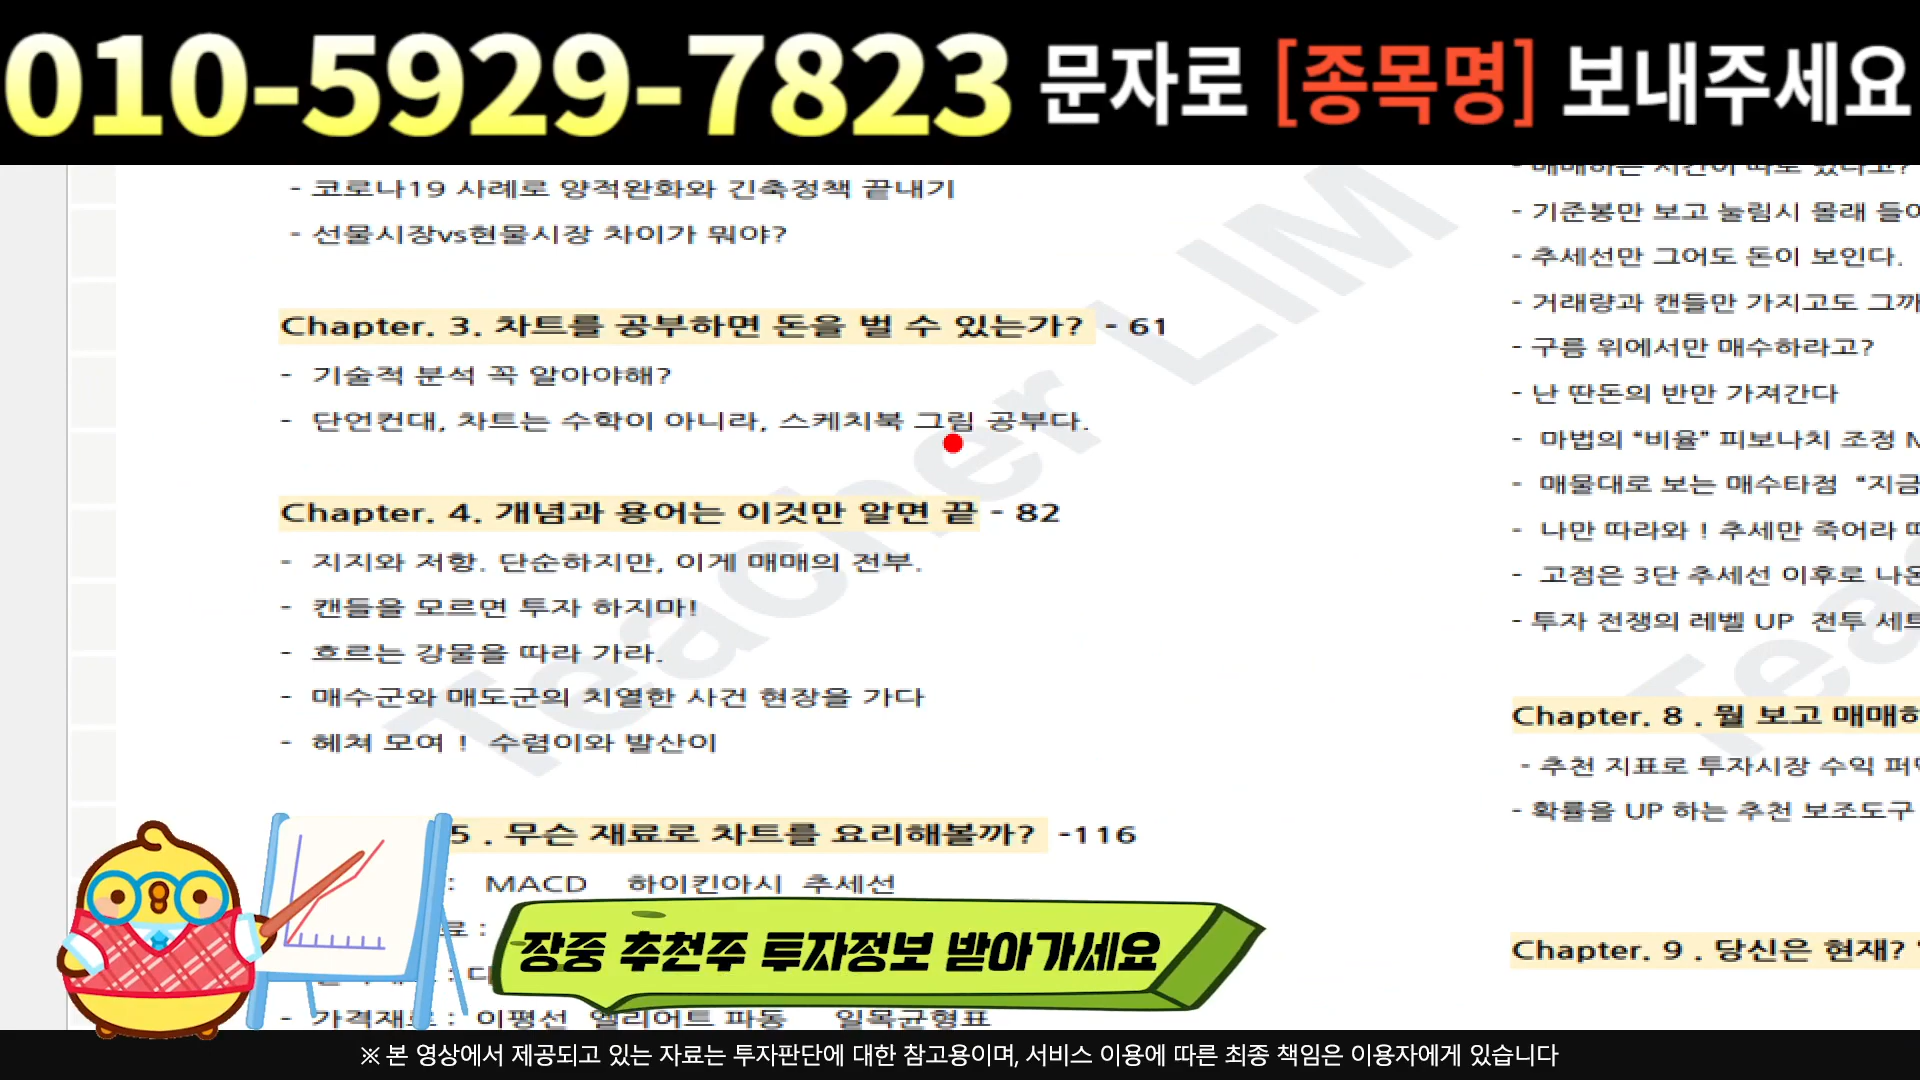 010-5929-7823 문자로 [종목명] 보내주세요
- 코로나19 사례로 양적완화와 긴축정책 끝내기
- 선물시장vs현물시장 차이가 뭐야?
Chapter. 3. 차트를 공부하면 돈을 벌 수 있는가? - 61
- 기술적 분석 꼭 알아야해?
- 단언컨대, 차트는 수학이 아니라, 스케치북 그림 공부다.
Chapter. 4. 개념과 용어는 이것만 알면 끝 - 82
- 지지와 저항. 단순하지만, 이게 매매의 전부.
- 캔들을 모르면 투자 하지마!
- 흐르는 강물을 따라 가라.
- 매수군와 매도군의 치열한 사건 현장을 가다
- 헤쳐 모여 ! 수렴이와 발산이
5 . 무슨 재료로 차트를 요리해볼까? -116
: MACD 하이킨아시 추세선
료 :
- 가격재료 : 이평선 엘리어트 파동 일목균형표
- 매매하는 시간이 따로 있다고?
- 기준봉만 보고 눌림시 몰래
- 추세선만 그어도 돈이 보인다.
- 거래량과 캔들만 가지고도
- 구름 위에서만 매수하라고?
- 난 딴돈의 반만 가져간다
- 마법의 “비율” 피보나치 조정
- 매물대로 보는 매수타점 “지금
- 나만 따라와 ! 추세만 죽어라
- 고점은 3단 추세선 이후로
- 투자 전쟁의 레벨 UP 전투
Chapter. 8 . 뭘 보고
- 추천 지표로 투자시장 수익
- 확률을 UP 하는 추천 보조도구
Chapter. 9 . 당신은 현재?
Teacher LIM
Tea
장중 추천주 투자정보 받아가세요
※ 본 영상에서 제공되고 있는 자료는 투자판단에 대한 참고용이며, 서비스 이용에 따른 최종 책임은 이용자에게 있습니다